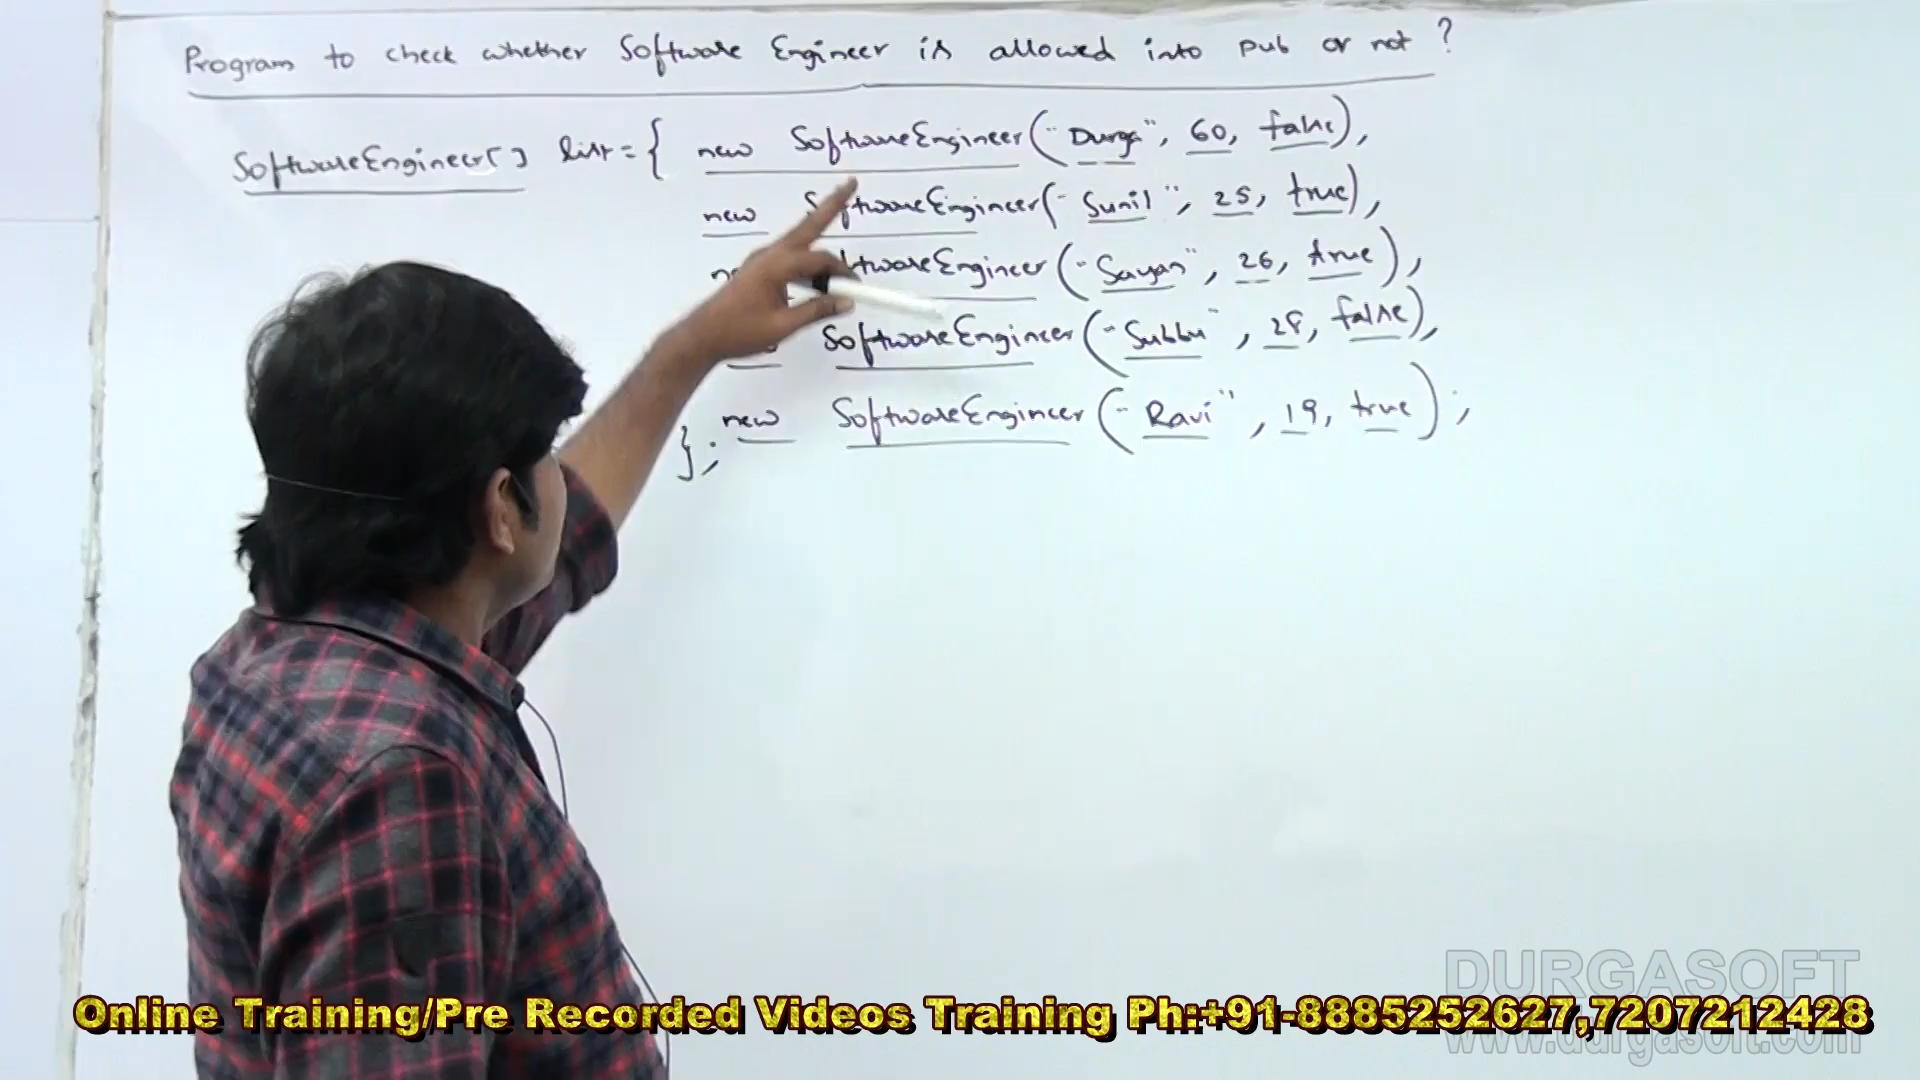 Program to check whether Software Engineer is allowed into pub or not ?
SoftwareEngineer[] list = { new SoftwareEngineer("Durga", 60, false),
new SoftwareEngineer("Sunil", 25, true),
SoftwareEngineer("Sayan", 26, true),
SoftwareEngineer("Subbu", 28, false),
new SoftwareEngineer("Ravi", 19, true);
};
DURGASOFT
Online Training/Pre Recorded Videos Training Ph:+91-8885252627,7207212428
www.durgasoft.com